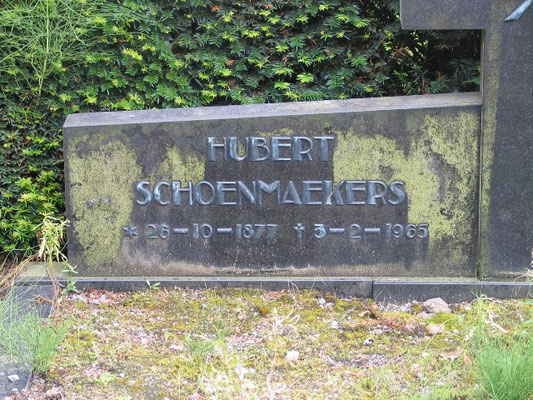 HUBERT
SCHOENMAEKERS
* 26-10-1877 † 3-2-1965